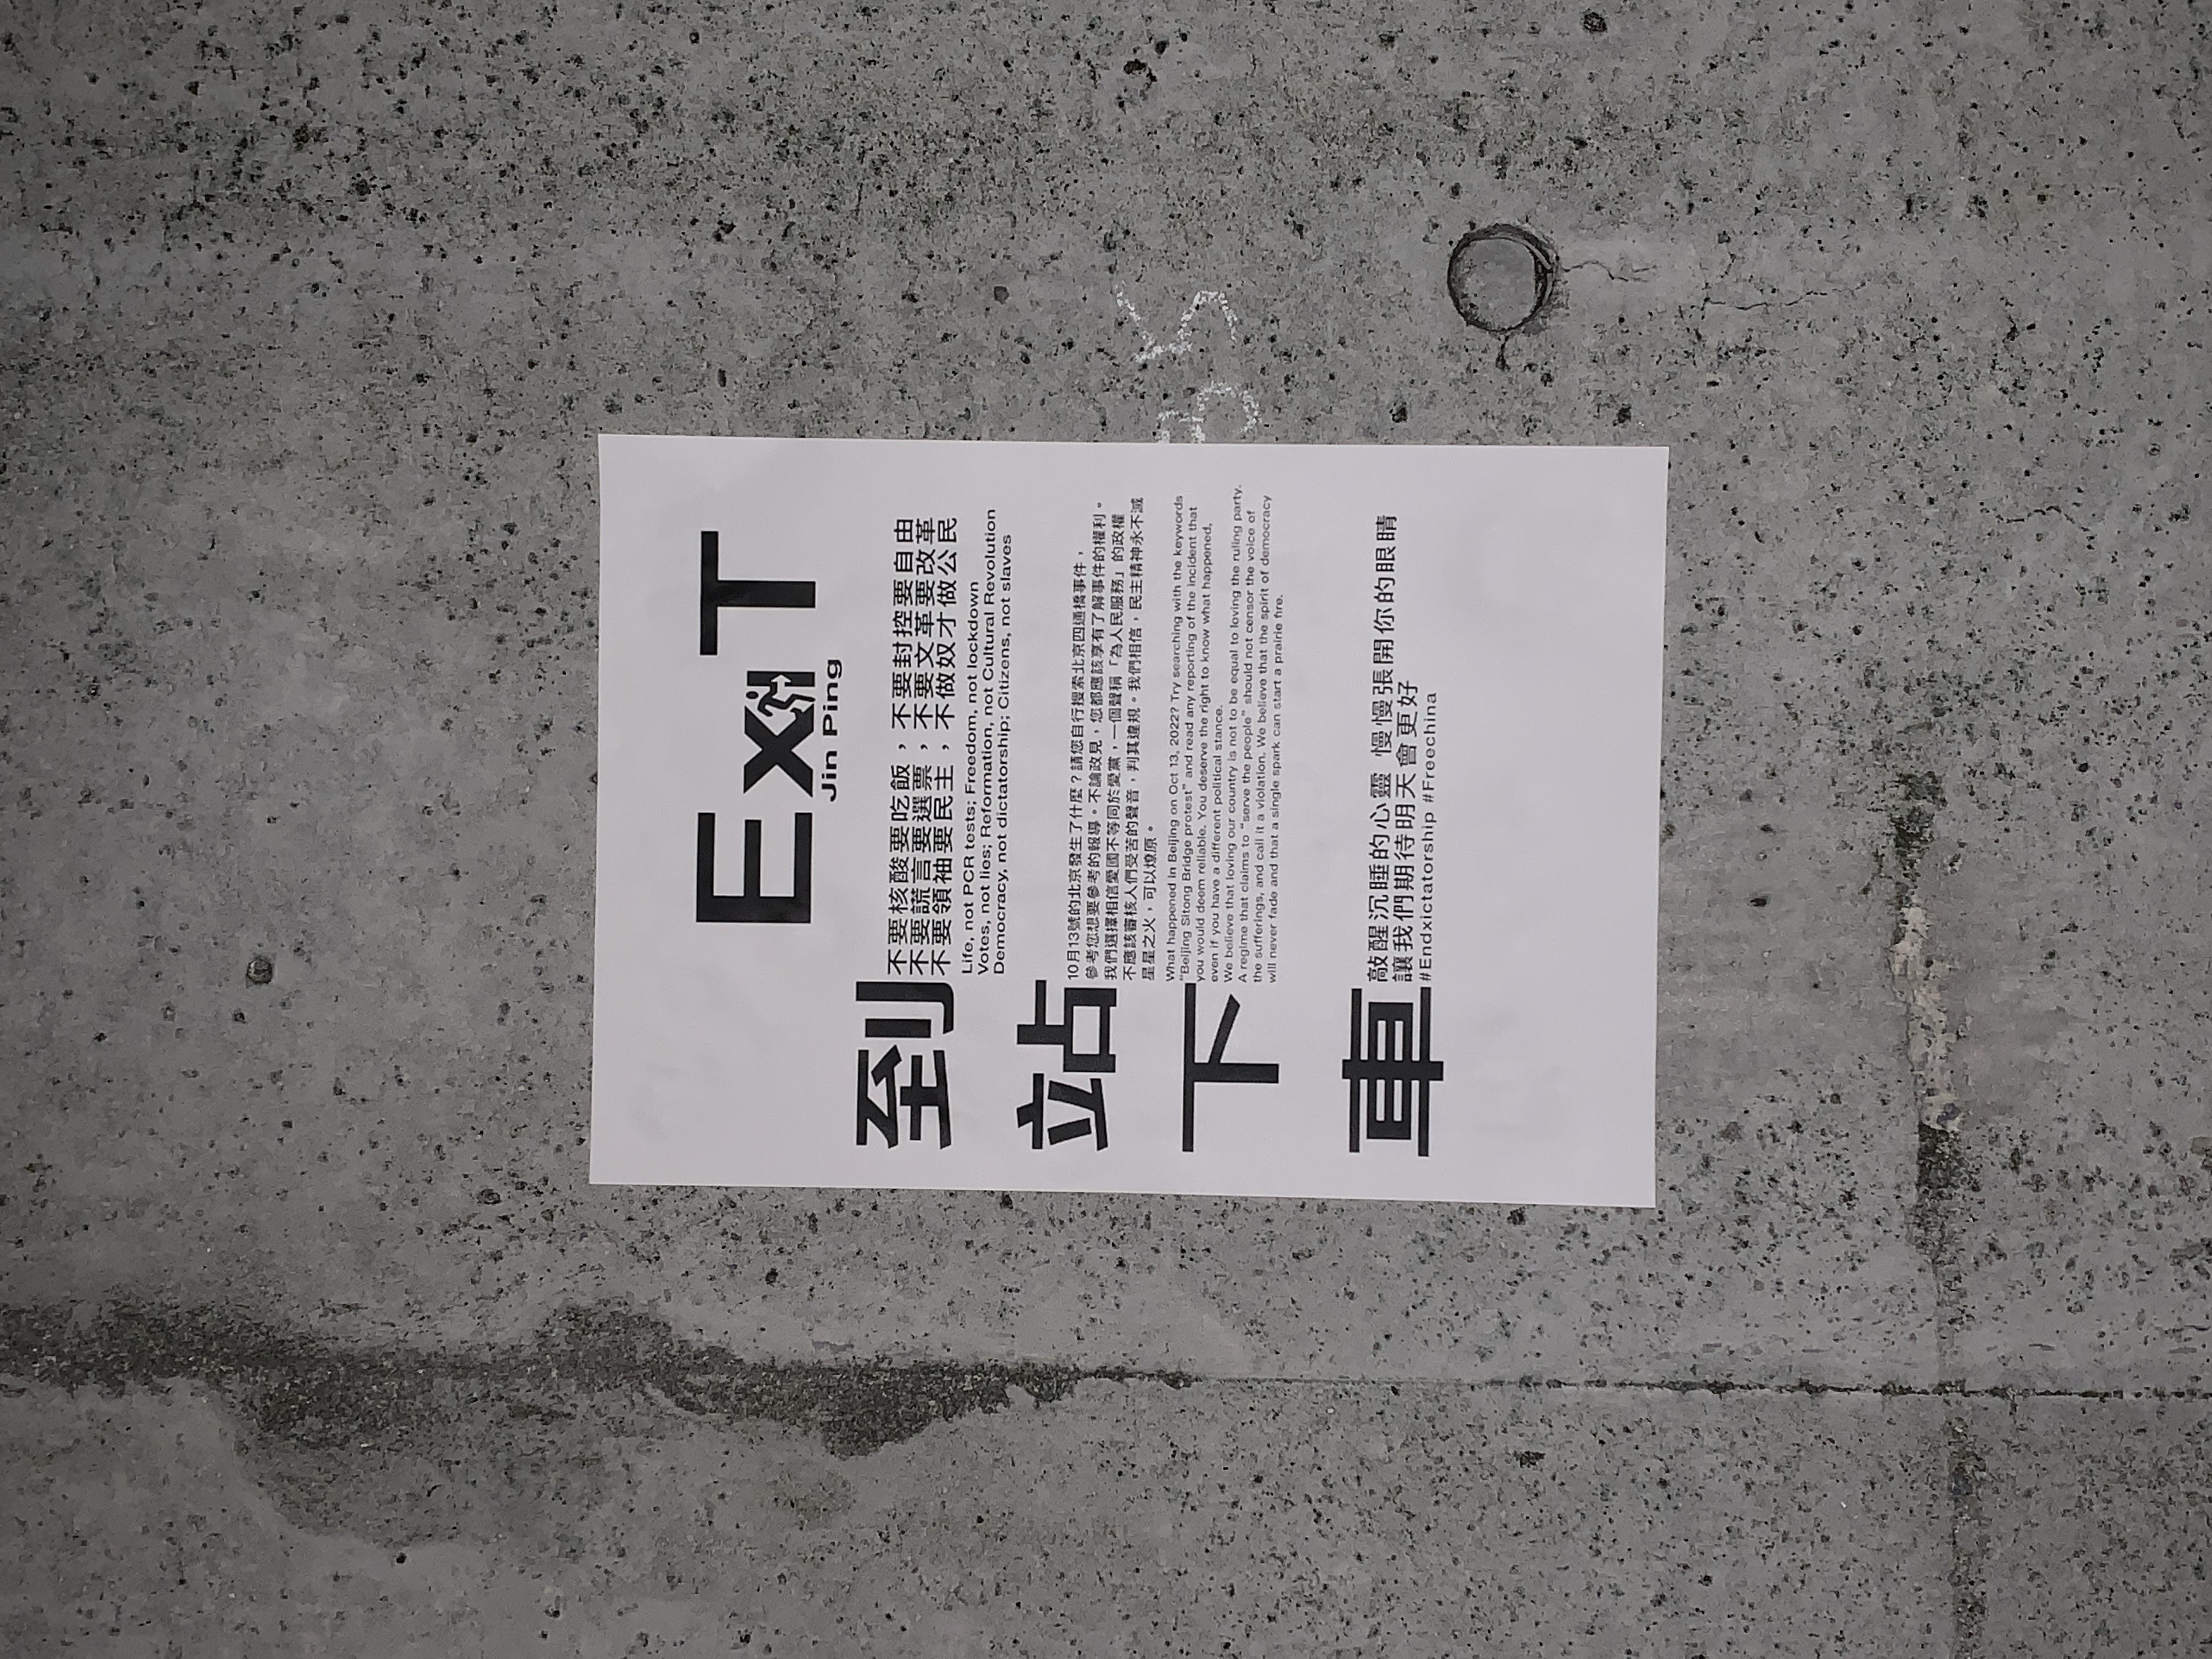 EXIT
Jin Ping
到站下車
不要核酸要吃飯，不要封控要自由
不要謊言要選票，不要文革要改革
不要領袖要民主，不做奴才做公民
Life, not PCR tests; Freedom, not lockdown
Votes, not lies; Reformation, not Cultural Revolution
Democracy, not dictatorship; Citizens, not slaves
10月13號的北京發生了什麼？請您自行搜索北京四通橋事件，
參考您想要參考的報導。不論政見，您都應該享有了解事件的權利。
我們選擇相信愛國不等同於愛黨，一個聲稱「為人民服務」的政權
不應該審核人們受苦的聲音，判其違規。我們相信，民主精神永不滅
星星之火，可以燎原。
What happened in Beijing on Oct 13, 2022? Try searching with the keywords
"Beijing Sitong Bridge protest" and read any reporting of the incident that
you would deem reliable. You deserve the right to know what happened,
even if you have a different political stance.
We believe that loving our country is not to be equal to loving the ruling party.
A regime that claims to "serve the people" should not censor the voice of
the sufferings, and call it a violation. We believe that the spirit of democracy
will never fade and that a single spark can start a prairie fire.
敲醒沉睡的心靈 慢慢張開你的眼睛
讓我們期待明天會更好
#Endxictatorship #Freechina